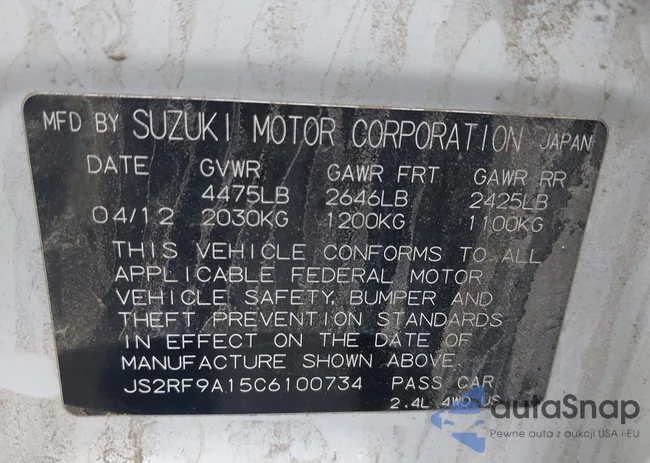 MFD BY SUZUKI MOTOR CORPORATION JAPAN
DATE GVWR GAWR FRT GAWR RR
4475LB 2646LB 2425LB
04/12 2030KG 1200KG 1100KG
THIS VEHICLE CONFORMS TO ALL
APPLICABLE FEDERAL MOTOR
VEHICLE SAFETY, BUMPER AND
THEFT PREVENTION STANDARDS
IN EFFECT ON THE DATE OF
MANUFACTURE SHOWN ABOVE.
JS2RF9A15C6100734 PASS CAR
2.4L 4WD US
autaSnap
Pewne auta z aukcji USA i EU